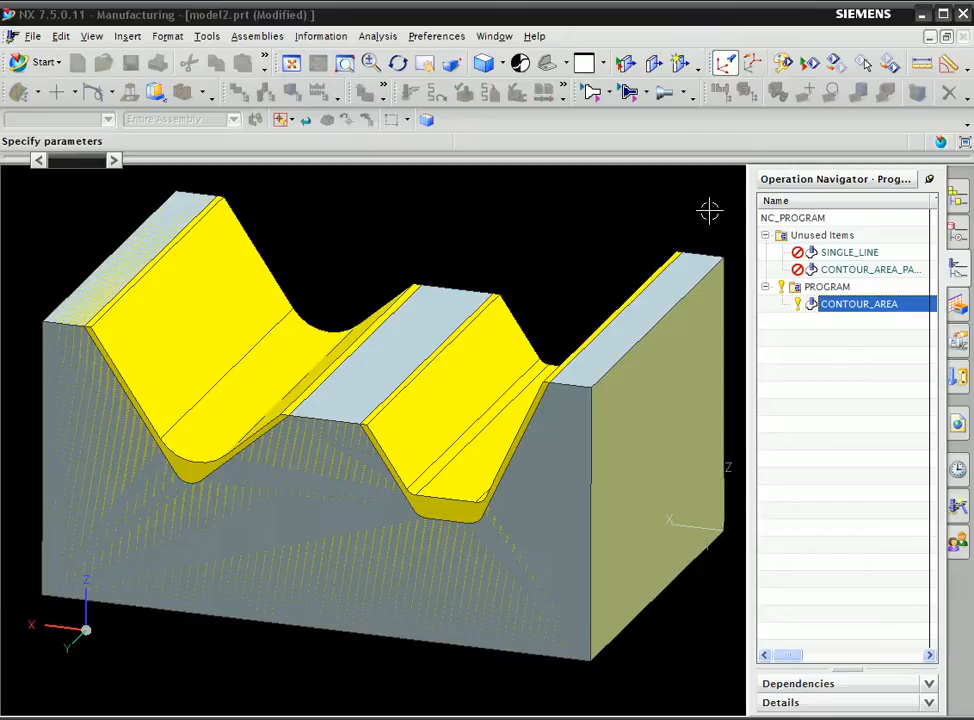 NX 7.5.0.11 - Manufacturing - [model2.prt (Modified) ]
SIEMENS
File Edit View Insert Format Tools Assemblies Information Analysis Preferences Window Help
Start
Entire Assembly
Specify parameters
Operation Navigator - Prog...
Name
NC_PROGRAM
Unused Items
SINGLE_LINE
CONTOUR_AREA_PA...
PROGRAM
CONTOUR_AREA
Z
X
Z
X
Y
Dependencies
Details